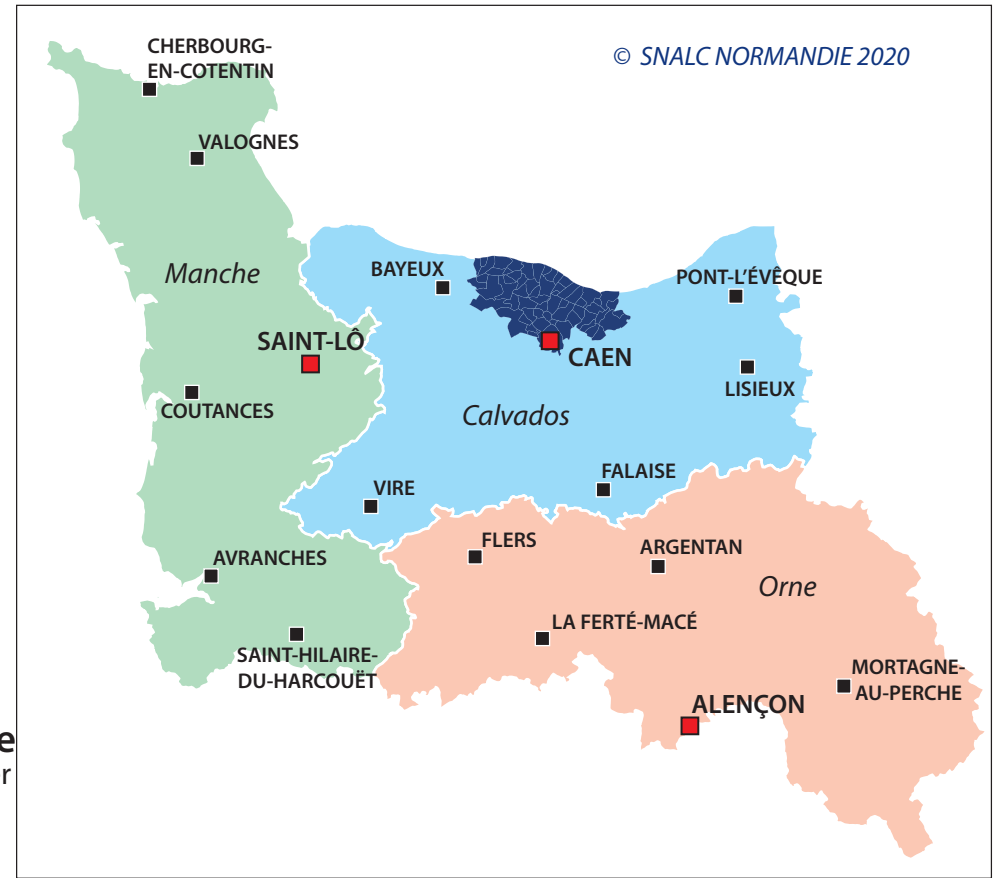 CHERBOURG-
EN-COTENTIN
© SNALC NORMANDIE 2020
VALOGNES
Manche
BAYEUX
PONT-L'ÉVÊQUE
SAINT-LÔ
CAEN
LISIEUX
COUTANCES
Calvados
VIRE
FALAISE
FLERS
ARGENTAN
AVRANCHES
Orne
LA FERTÉ-MACÉ
SAINT-HILAIRE-
DU-HARCOUËT
MORTAGNE-
AU-PERCHE
ALENÇON
e
r